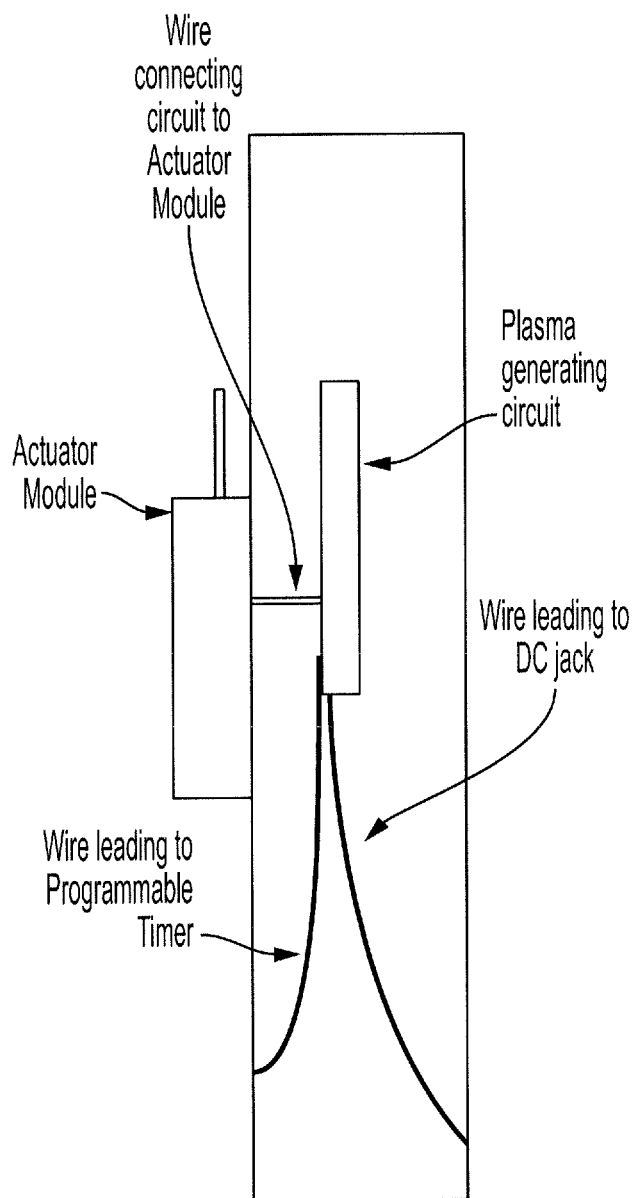 Wire
connecting
circuit to
Actuator
Module
Plasma
generating
circuit
Actuator
Module
Wire leading to
DC jack
Wire leading to
Programmable
Timer